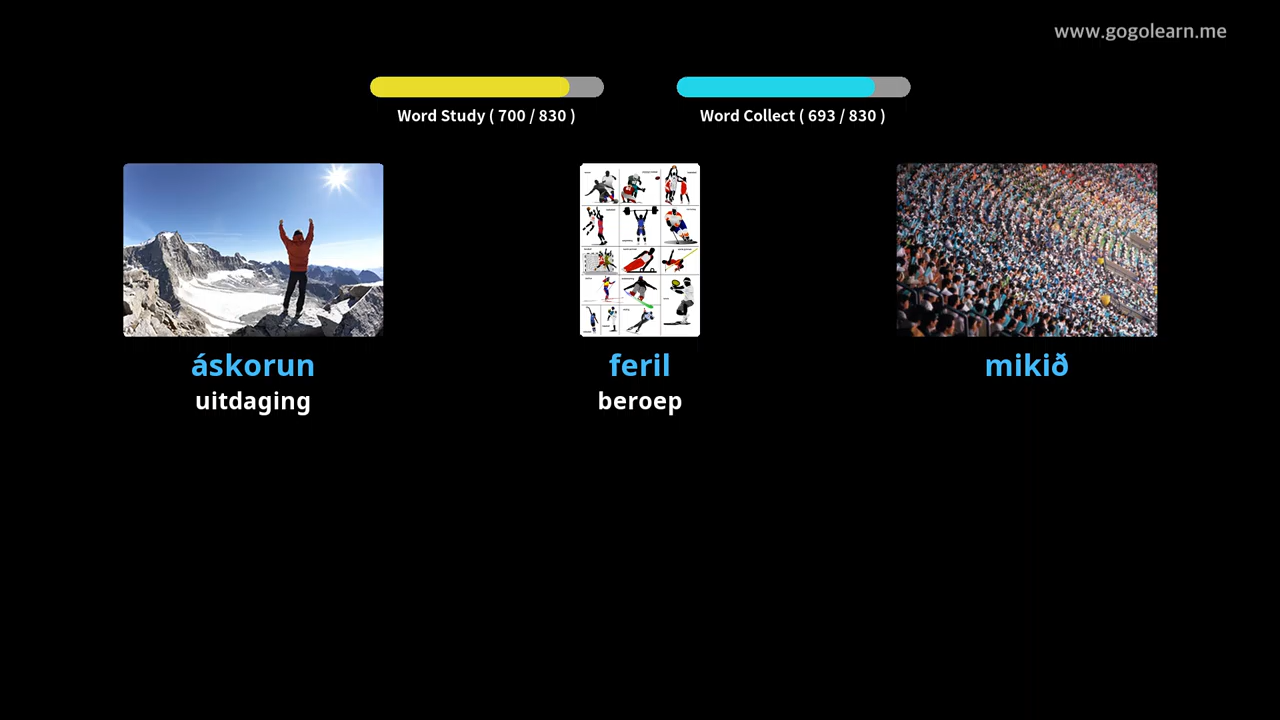 www.gogolearn.me
Word Study ( 700 / 830 )
Word Collect ( 693 / 830 )
áskorun
feril
mikið
uitdaging
beroep